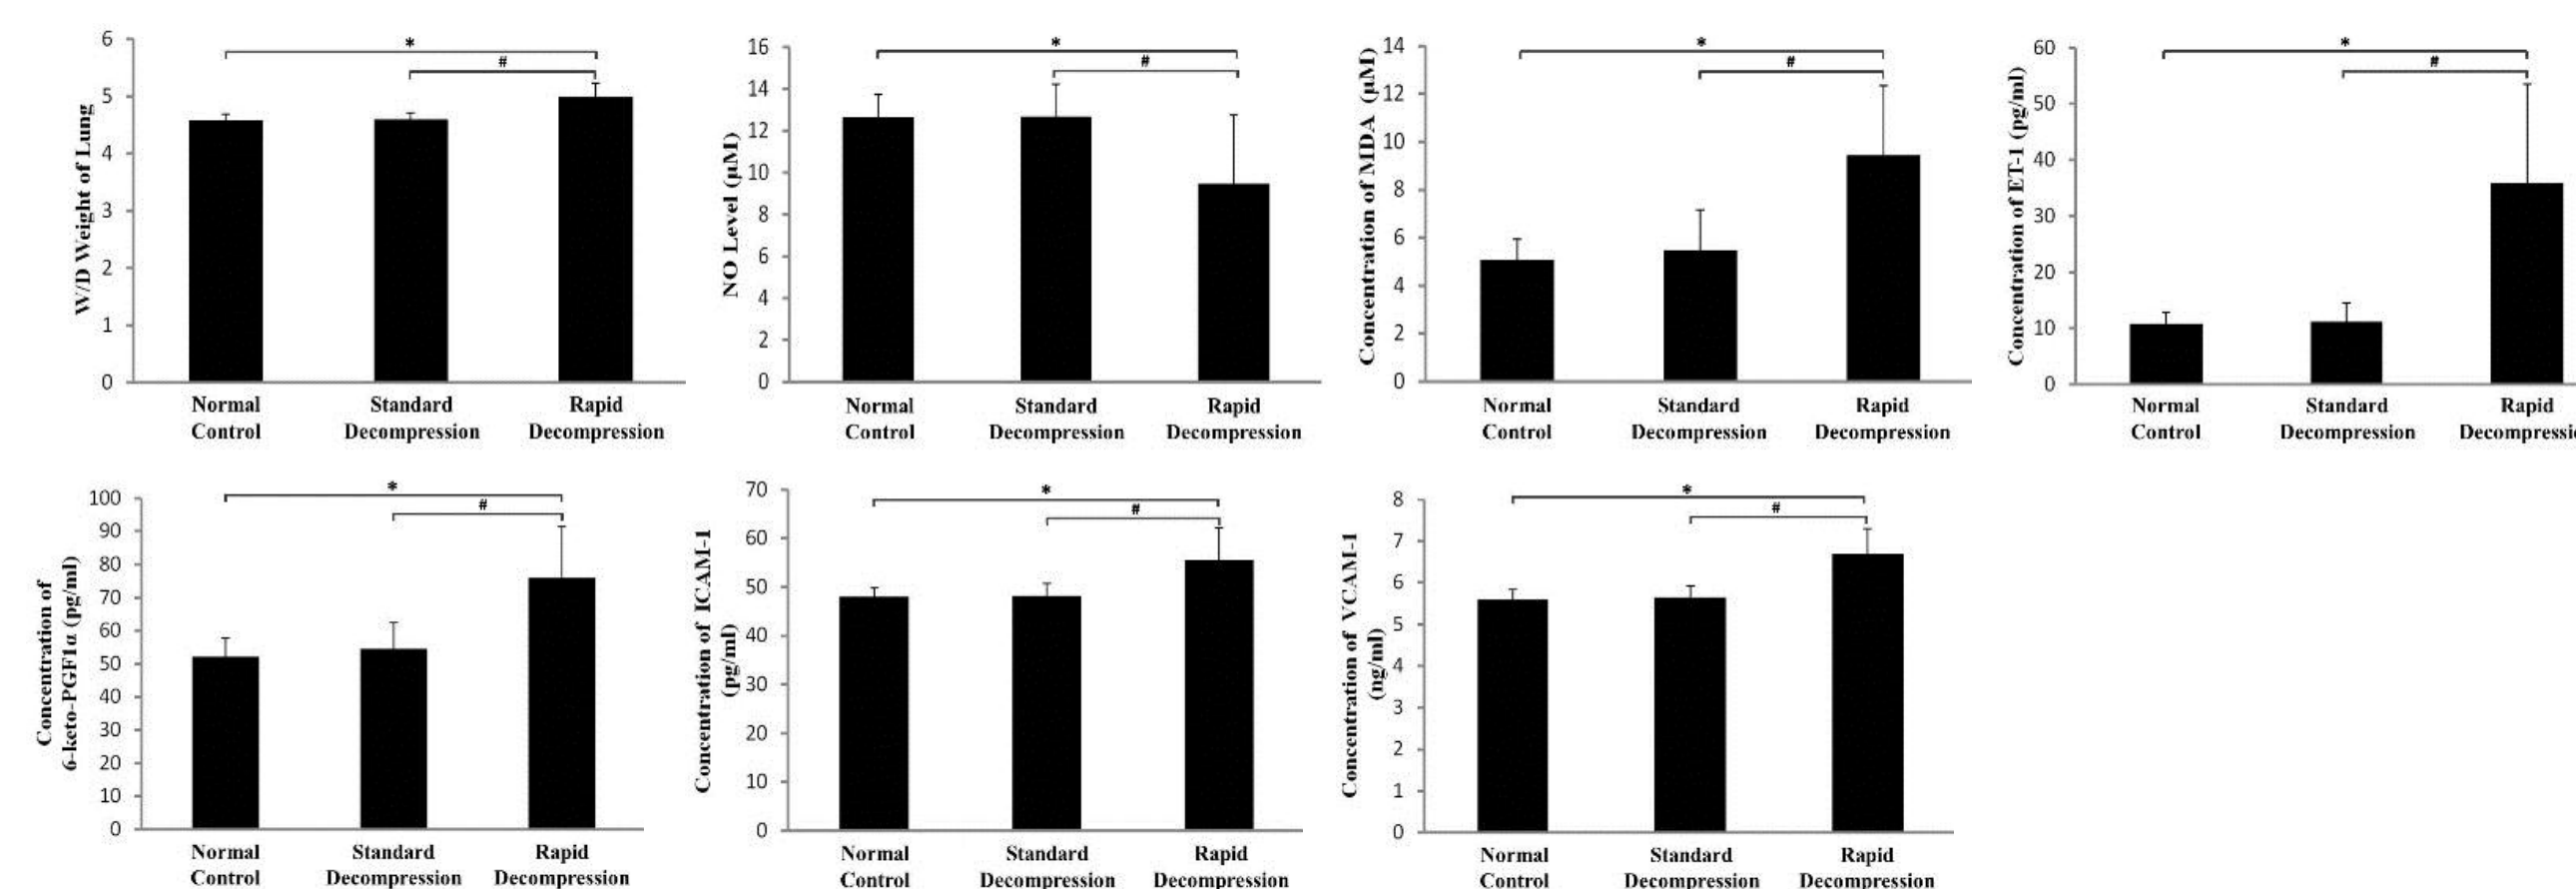 W/D Weight of Lung
6
5
4
3
2
1
0
*
#
Normal
Control
Standard
Decompression
Rapid
Decompression
NO Level (μM)
16
14
12
10
8
6
4
2
0
*
#
Normal
Control
Standard
Decompression
Rapid
Decompression
Concentration of MDA (μM)
14
12
10
8
6
4
2
0
*
#
Normal
Control
Standard
Decompression
Rapid
Decompression
Concentration of ET-1 (pg/ml)
60
50
40
30
20
10
0
*
#
Normal
Control
Standard
Decompression
Rapid
Decompressi
Concentration of
6-keto-PGF1α (pg/ml)
100
90
80
70
60
50
40
30
20
10
0
*
#
Normal
Control
Standard
Decompression
Rapid
Decompression
Concentration of ICAM-1
(pg/ml)
70
60
50
40
30
20
10
0
*
#
Normal
Control
Standard
Decompression
Rapid
Decompression
Concentration of VCAM-1
(ng/ml)
8
7
6
5
4
3
2
1
0
*
#
Normal
Control
Standard
Decompression
Rapid
Decompression